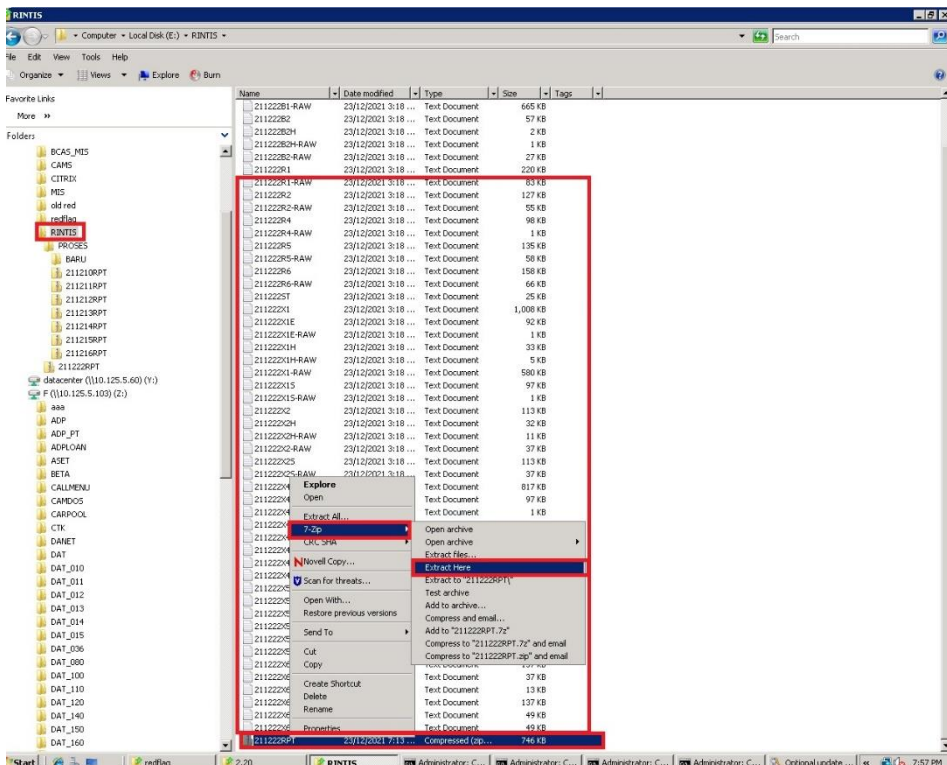 RINTIS
Computer • Local Disk (E:) • RINTIS
Search
File Edit View Tools Help
Organize Views Explore Burn
Favorite Links
More »
Folders
BCAS_MIS
CAMS
CITRIX
MIS
old red
redflag
RINTIS
PROSES
BARU
211210RPT
211211RPT
211212RPT
211213RPT
211214RPT
211215RPT
211216RPT
211222RPT
datacenter (\\10.125.5.60) (Y:)
F (\\10.125.5.103) (Z:)
aaa
ADP
ADP_PT
ADPLOAN
ASET
BETA
CALLMENU
CAMDOS
CARPOOL
CTK
DANET
DAT
DAT_010
DAT_011
DAT_012
DAT_013
DAT_014
DAT_015
DAT_036
DAT_080
DAT_100
DAT_110
DAT_120
DAT_140
DAT_150
DAT_160
Name Date modified Type Size Tags
211222B1-RAW 23/12/2021 3:18 ... Text Document 665 KB
211222B2 23/12/2021 3:18 ... Text Document 57 KB
211222B2H 23/12/2021 3:18 ... Text Document 2 KB
211222B2H-RAW 23/12/2021 3:18 ... Text Document 1 KB
211222B2-RAW 23/12/2021 3:18 ... Text Document 27 KB
211222R1 23/12/2021 3:18 ... Text Document 220 KB
211222R1-RAW 23/12/2021 3:18 ... Text Document 83 KB
211222R2 23/12/2021 3:18 ... Text Document 127 KB
211222R2-RAW 23/12/2021 3:18 ... Text Document 55 KB
211222R4 23/12/2021 3:18 ... Text Document 98 KB
211222R4-RAW 23/12/2021 3:18 ... Text Document 1 KB
211222R5 23/12/2021 3:18 ... Text Document 135 KB
211222R5-RAW 23/12/2021 3:18 ... Text Document 58 KB
211222R6 23/12/2021 3:18 ... Text Document 158 KB
211222R6-RAW 23/12/2021 3:18 ... Text Document 66 KB
211222ST 23/12/2021 3:18 ... Text Document 25 KB
211222X1 23/12/2021 3:18 ... Text Document 1,008 KB
211222X1E 23/12/2021 3:18 ... Text Document 92 KB
211222X1E-RAW 23/12/2021 3:18 ... Text Document 1 KB
211222X1H 23/12/2021 3:18 ... Text Document 33 KB
211222X1H-RAW 23/12/2021 3:18 ... Text Document 5 KB
211222X1-RAW 23/12/2021 3:18 ... Text Document 580 KB
211222X1S 23/12/2021 3:18 ... Text Document 97 KB
211222X1S-RAW 23/12/2021 3:18 ... Text Document 1 KB
211222X2 23/12/2021 3:18 ... Text Document 113 KB
211222X2H 23/12/2021 3:18 ... Text Document 32 KB
211222X2H-RAW 23/12/2021 3:18 ... Text Document 11 KB
211222X2-RAW 23/12/2021 3:18 ... Text Document 37 KB
211222X2S 23/12/2021 3:18 ... Text Document 113 KB
211222X2S-RAW 23/12/2021 3:18 ... Text Document 37 KB
211222X4 Text Document 817 KB
211222X4 Text Document 97 KB
211222X4 Text Document 1 KB
Explore
Open
Extract All...
7-Zip
CRC SHA
Novell Copy...
Scan for threats...
Open With...
Restore previous versions
Send To
Cut
Copy
Create Shortcut
Delete
Rename
Properties
Open archive
Open archive
Extract files...
Extract Here
Extract to "211222RPT\"
Test archive
Add to archive...
Compress and email...
Add to "211222RPT.7z"
Compress to "211222RPT.7z" and email
Compress to "211222RPT.zip" and email
211222X6 Text Document 137 KB
211222X6 Text Document 37 KB
211222X6 Text Document 13 KB
211222X6 Text Document 137 KB
211222X6 Text Document 49 KB
211222X6 Text Document 49 KB
211222RPT 23/12/2021 7:13 ... Compressed (zip... 746 KB
Start redflag 2.20 RINTIS Administrator: C... Administrator: C... Administrator: C... Administrator: C... Optional update ... « 7:57 PM